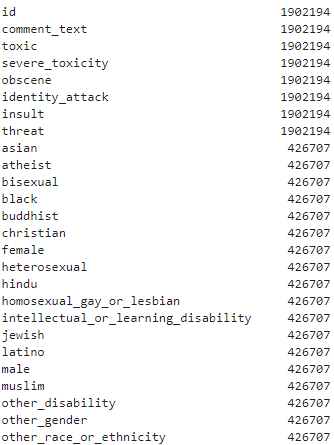 id 1902194
comment_text 1902194
toxic 1902194
severe_toxicity 1902194
obscene 1902194
identity_attack 1902194
insult 1902194
threat 1902194
asian 426707
atheist 426707
bisexual 426707
black 426707
buddhist 426707
christian 426707
female 426707
heterosexual 426707
hindu 426707
homosexual_gay_or_lesbian 426707
intellectual_or_learning_disability 426707
jewish 426707
latino 426707
male 426707
muslim 426707
other_disability 426707
other_gender 426707
other_race_or_ethnicity 426707